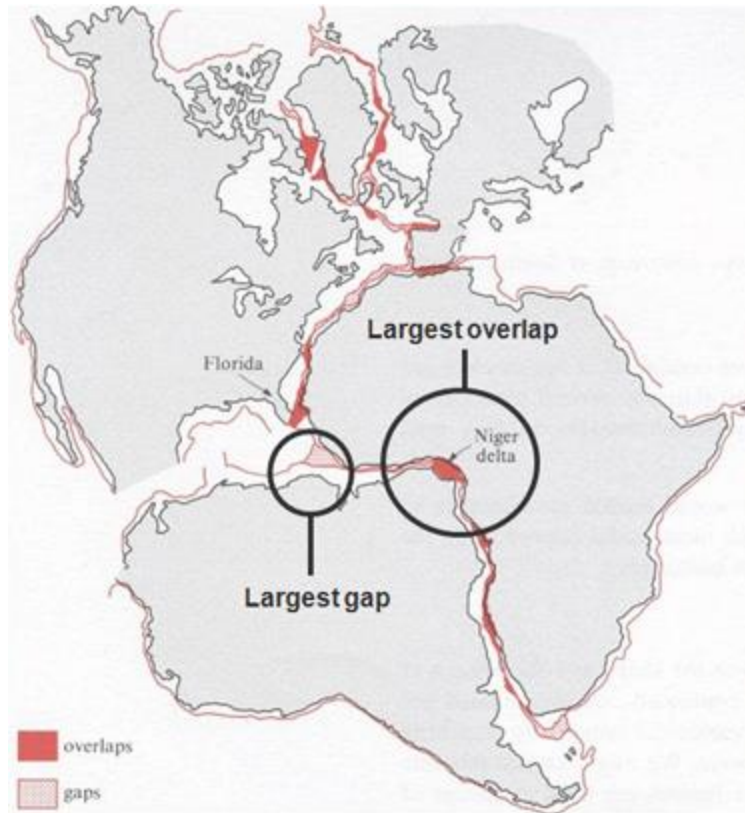 Largest overlap
Florida
Niger
delta
Largest gap
overlaps
gaps